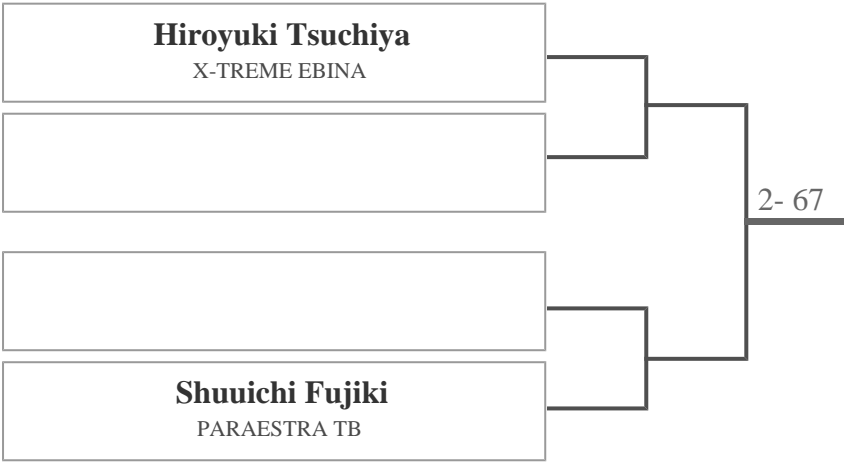 Hiroyuki Tsuchiya
X-TREME EBINA
2- 67
Shuuichi Fujiki
PARAESTRA TB